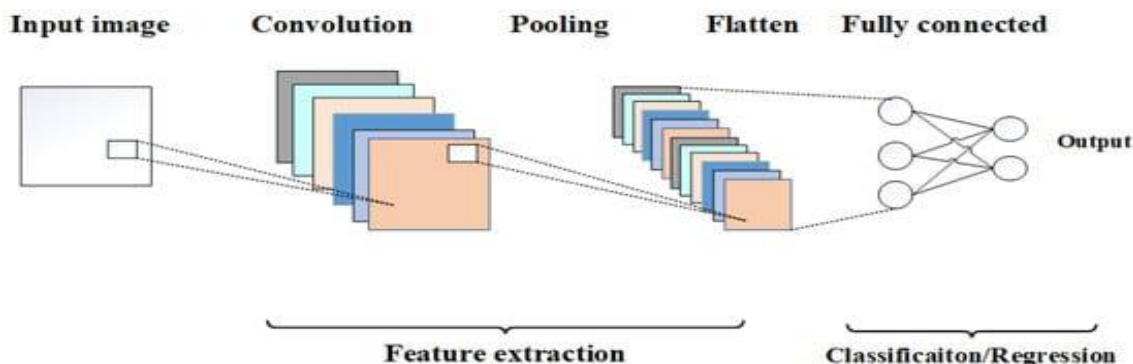 Input image Convolution Pooling Flatten Fully connected
Output
Feature extraction Classificaiton/Regression